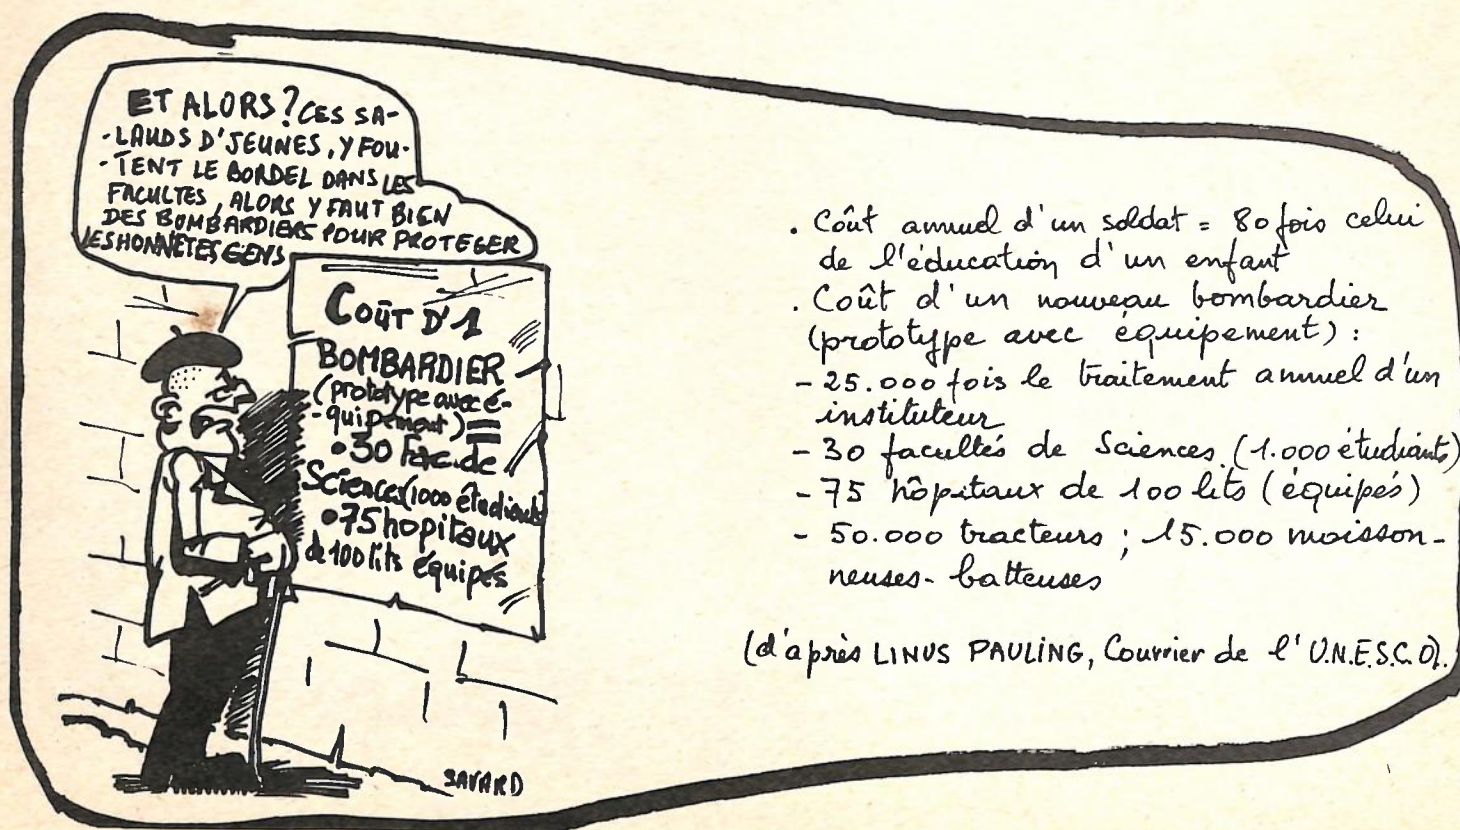 ET ALORS? CES SA-
-LAUDS D'JEUNES, Y FOU-
-TENT LE BORDEL DANS LES
FACULTES, ALORS Y FAUT BIEN
DES BOMBARDIERS POUR PROTEGER
LES HONNETES GENS
COÛT D'1
BOMBARDIER
(prototype avec é-
-quipement) =
• 30 Fac. de
Sciences (1000 étudiants)
• 75 hopitaux
de 100 lits équipés
SAVARD
. Coût annuel d'un soldat = 80 fois celui
de l'éducation d'un enfant
. Coût d'un nouveau bombardier
(prototype avec équipement) :
- 25.000 fois le traitement annuel d'un
instituteur
- 30 facultés de Sciences (1.000 étudiants)
- 75 hôpitaux de 100 lits (équipés)
- 50.000 tracteurs ; 15.000 moisson-
neuses-batteuses
(d'après LINUS PAULING, Courrier de l'U.N.E.S.C.O).